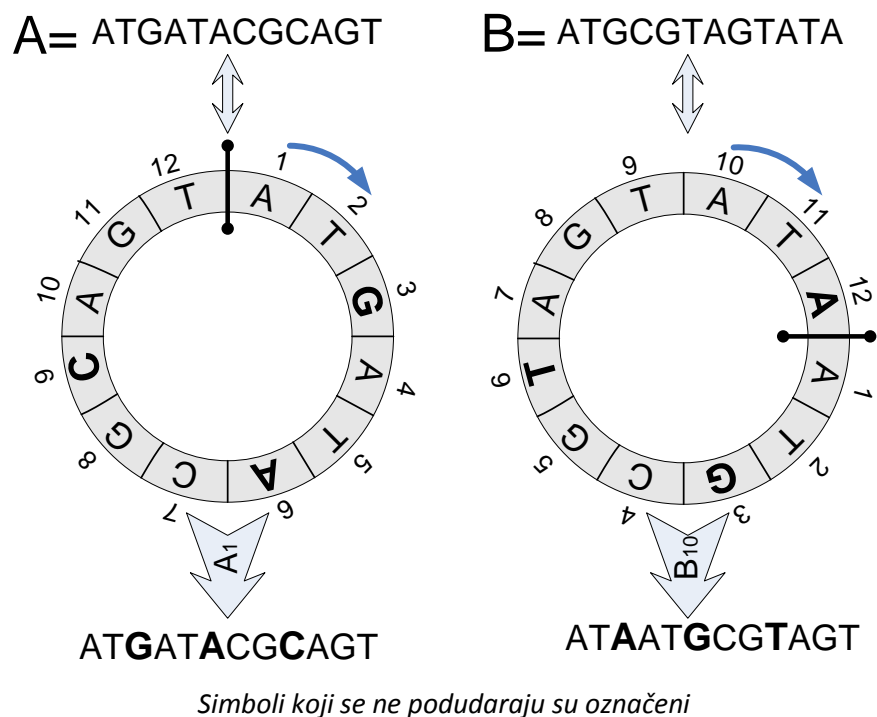 A= ATGATACGCAGT
B= ATGCGTAGTATA
1
2
3
4
5
6
7
8
9
10
11
12
A
T
G
A
T
A
C
G
C
A
G
T
A1
ATGATACGCAGT
10
11
12
1
2
3
4
5
6
7
8
9
A
T
A
A
T
G
C
G
T
A
G
T
B10
ATAATGCGTAGT
Simboli koji se ne podudaraju su označeni